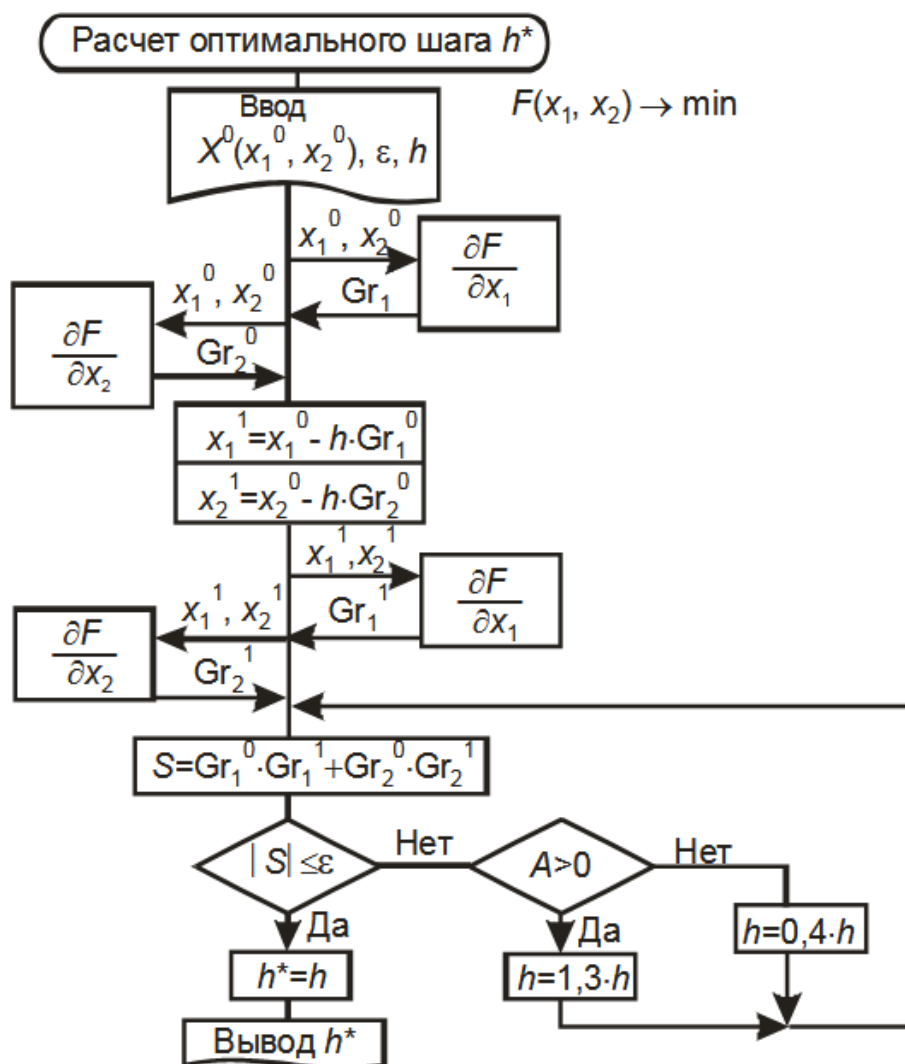 Расчет оптимального шага h*
Ввод
X⁰(x₁⁰, x₂⁰), ε, h
F(x₁, x₂) → min
x₁⁰, x₂⁰
∂F
∂x₁
Gr₁
x₁⁰, x₂⁰
∂F
∂x₂
Gr₂⁰
x₁¹=x₁⁰- h·Gr₁⁰
x₂¹=x₂⁰- h·Gr₂⁰
x₁¹,x₂¹
∂F
∂x₁
Gr₁¹
x₁¹, x₂¹
∂F
∂x₂
Gr₂¹
S=Gr₁⁰·Gr₁¹+Gr₂⁰·Gr₂¹
|S| ≤ε
Нет
A>0
Нет
Да
Да
h=0,4·h
h*=h
h=1,3·h
Вывод h*